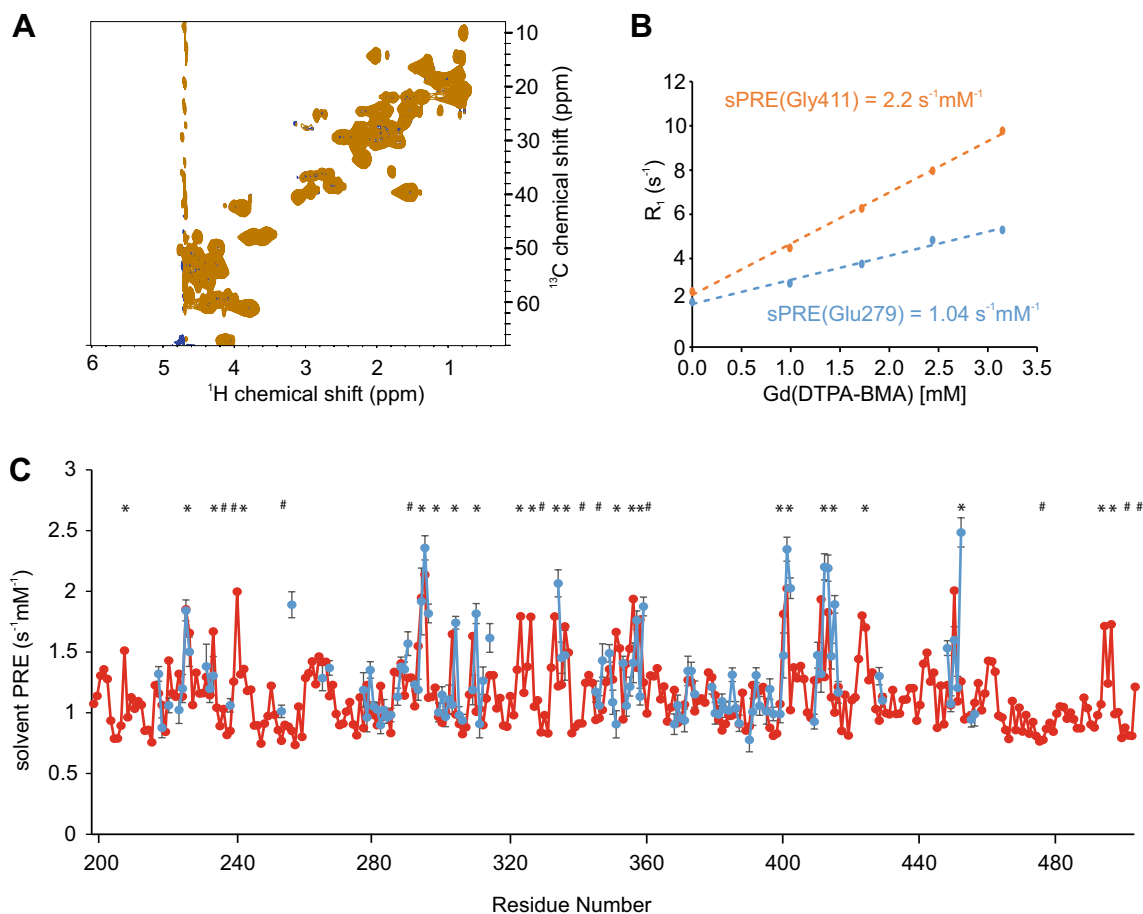 A
10
20
30
40
50
60
¹³C chemical shift (ppm)
6 5 4 3 2 1
¹H chemical shift (ppm)
B
12
10
8
6
4
2
0
R₁ (s⁻¹)
sPRE(Gly411) = 2.2 s⁻¹mM⁻¹
sPRE(Glu279) = 1.04 s⁻¹mM⁻¹
0.0 0.5 1.0 1.5 2.0 2.5 3.0 3.5
Gd(DTPA-BMA) [mM]
C
3
2.5
2
1.5
1
0.5
0
solvent PRE (s⁻¹mM⁻¹)
* * * # # * # # * * * * * * # * * # # * * * # * * * * * * # * * # #
200 240 280 320 360 400 440 480
Residue Number